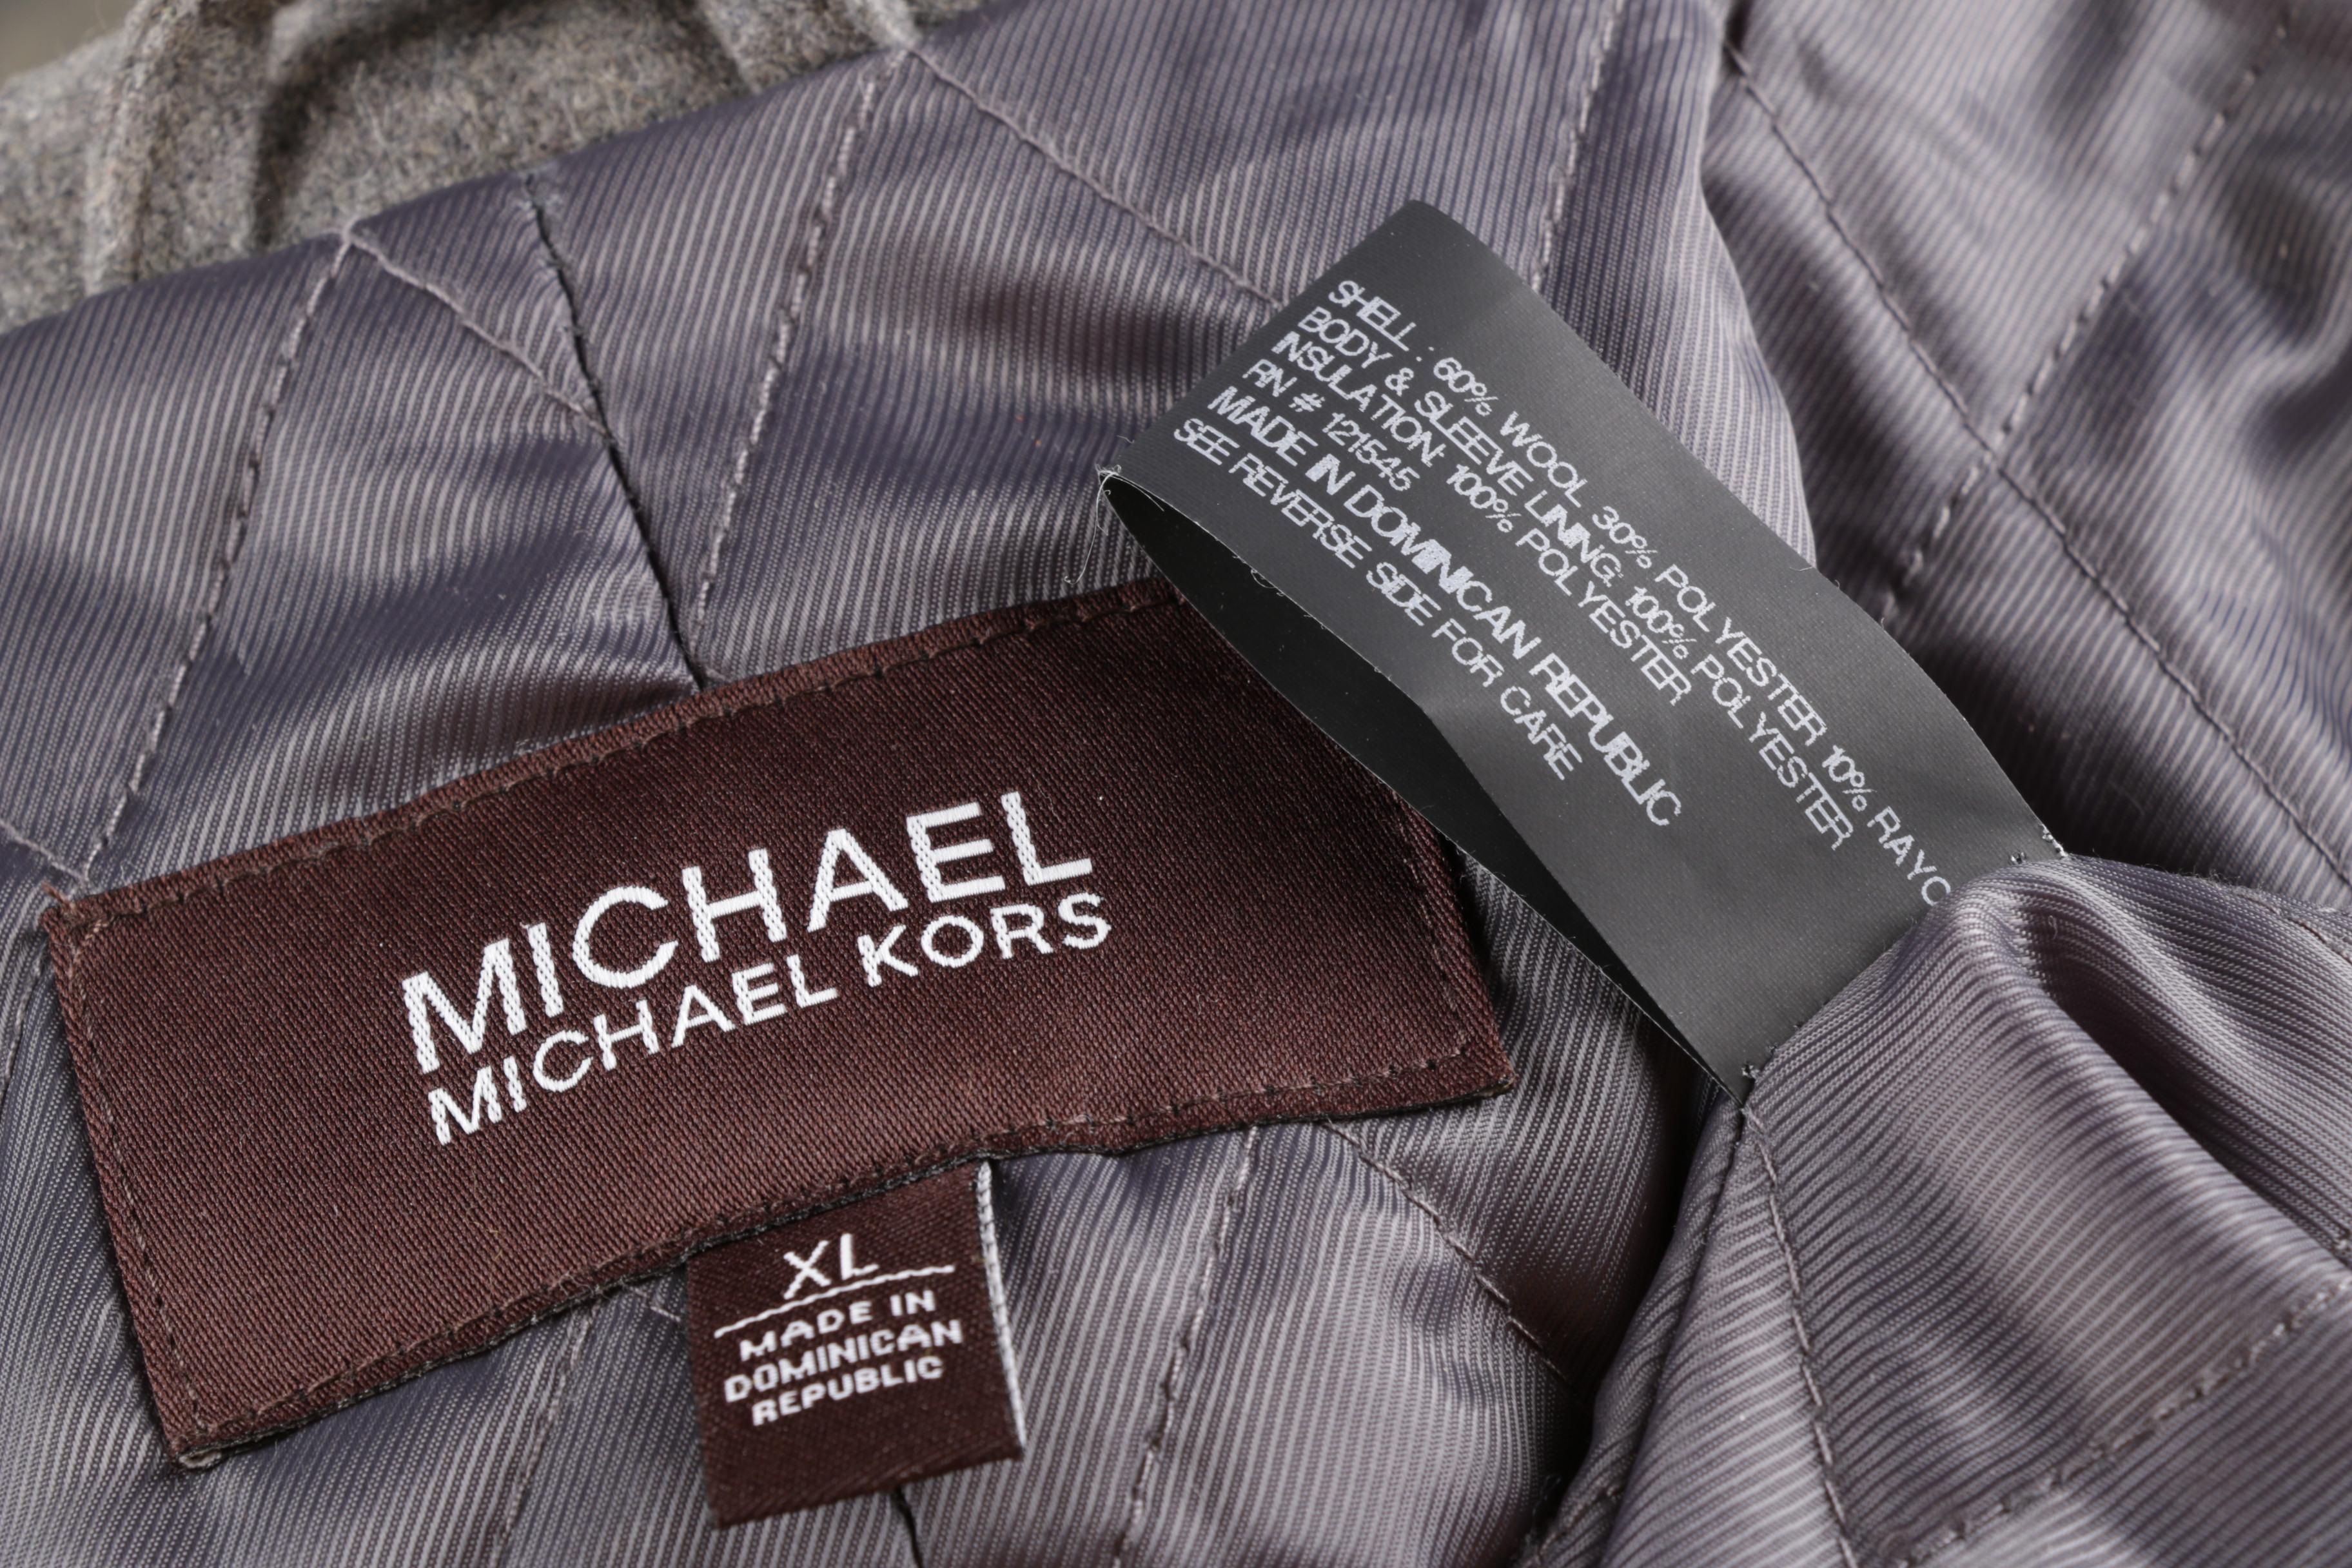 MICHAEL
MICHAEL KORS
XL
MADE IN
DOMINICAN
REPUBLIC
SHELL : 60% WOOL 30% POLYESTER 10% RAYO
BODY & SLEEVE LINING: 100% POLYESTER
INSULATION: 100% POLYESTER
RN # 121545
MADE IN DOMINICAN REPUBLIC
SEE REVERSE SIDE FOR CARE